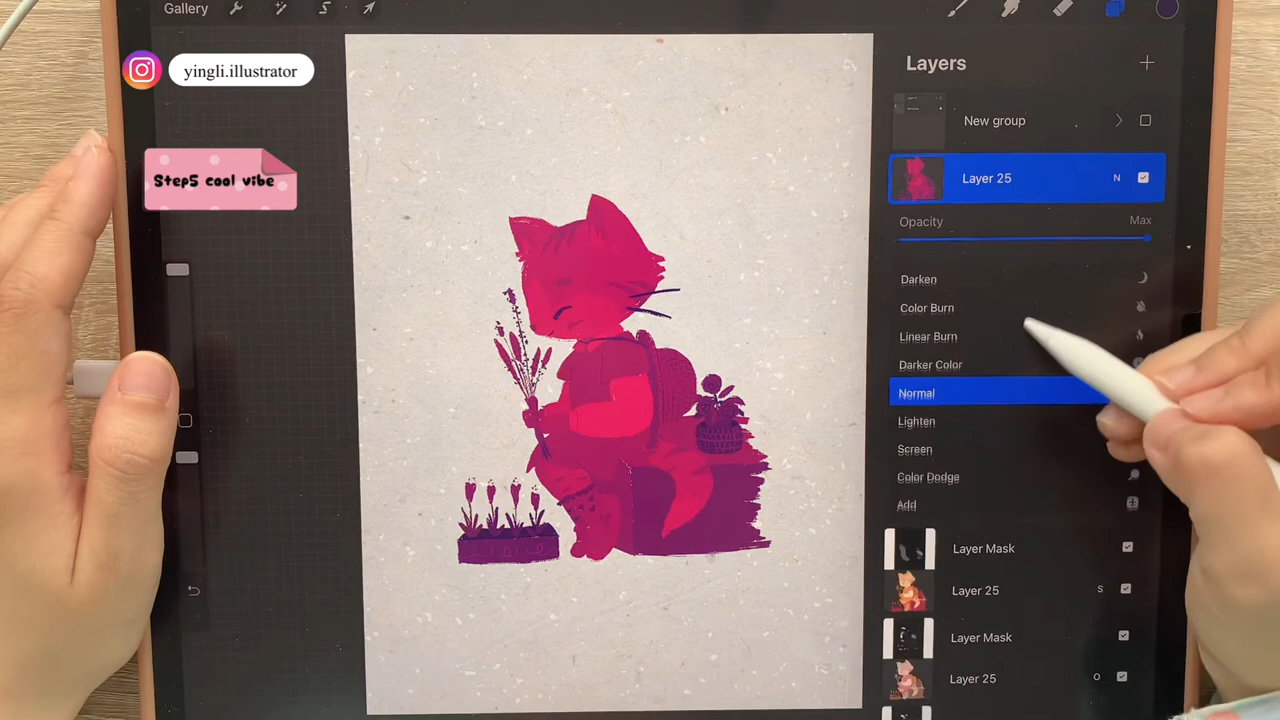 Gallery
yingli.illustrator
Step5 cool vibe
Layers
New group
Layer 25
N
Opacity
Max
Darken
Color Burn
Linear Burn
Darker Color
Normal
Lighten
Screen
Color Dodge
Add
Layer Mask
Layer 25
S
Layer Mask
Layer 25
O